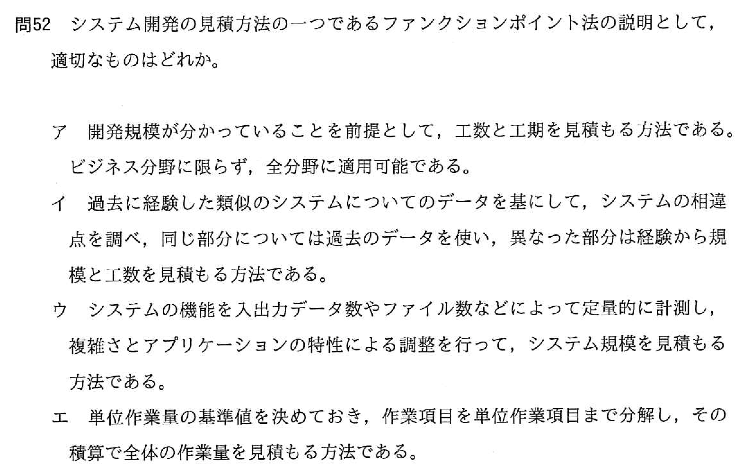 問52 システム開発の見積方法の一つであるファンクションポイント法の説明として，
適切なものはどれか。
ア 開発規模が分かっていることを前提として，工数と工期を見積もる方法である。
ビジネス分野に限らず，全分野に適用可能である。
イ 過去に経験した類似のシステムについてのデータを基にして，システムの相違
点を調べ，同じ部分については過去のデータを使い，異なった部分は経験から規
模と工数を見積もる方法である。
ウ システムの機能を入出力データ数やファイル数などによって定量的に計測し，
複雑さとアプリケーションの特性による調整を行って，システム規模を見積もる
方法である。
エ 単位作業量の基準値を決めておき，作業項目を単位作業項目まで分解し，その
積算で全体の作業量を見積もる方法である。